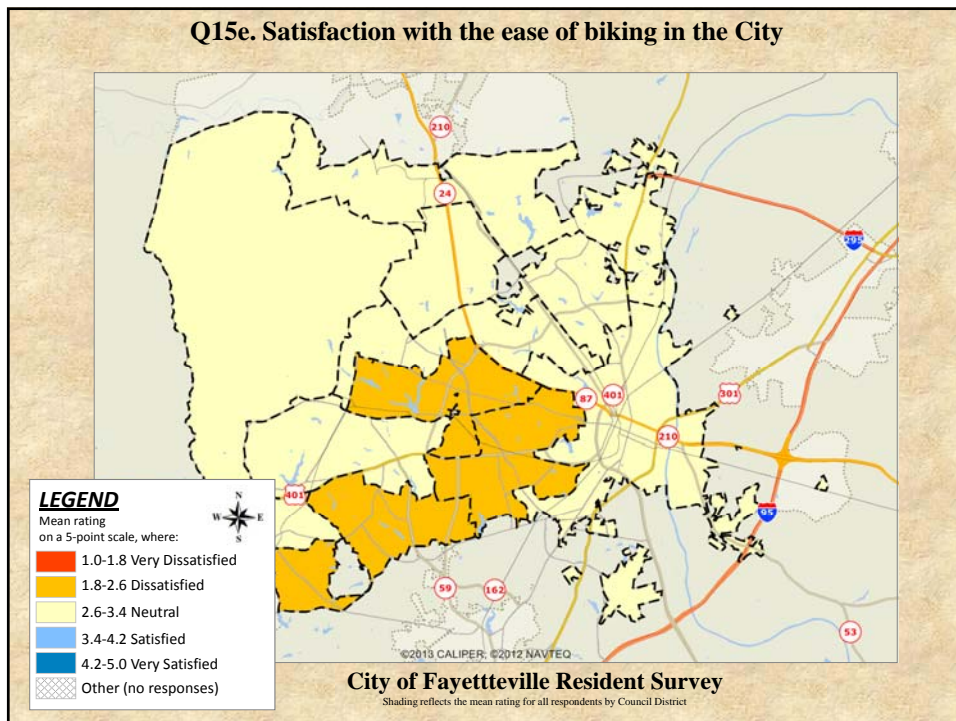 Q15e. Satisfaction with the ease of biking in the City
210
24
295
87
401
301
210
401
95
59
162
53
LEGEND
Mean rating
on a 5-point scale, where:
N
W E
S
1.0-1.8 Very Dissatisfied
1.8-2.6 Dissatisfied
2.6-3.4 Neutral
3.4-4.2 Satisfied
4.2-5.0 Very Satisfied
Other (no responses)
©2013 CALIPER; ©2012 NAVTEQ
City of Fayettteville Resident Survey
Shading reflects the mean rating for all respondents by Council District